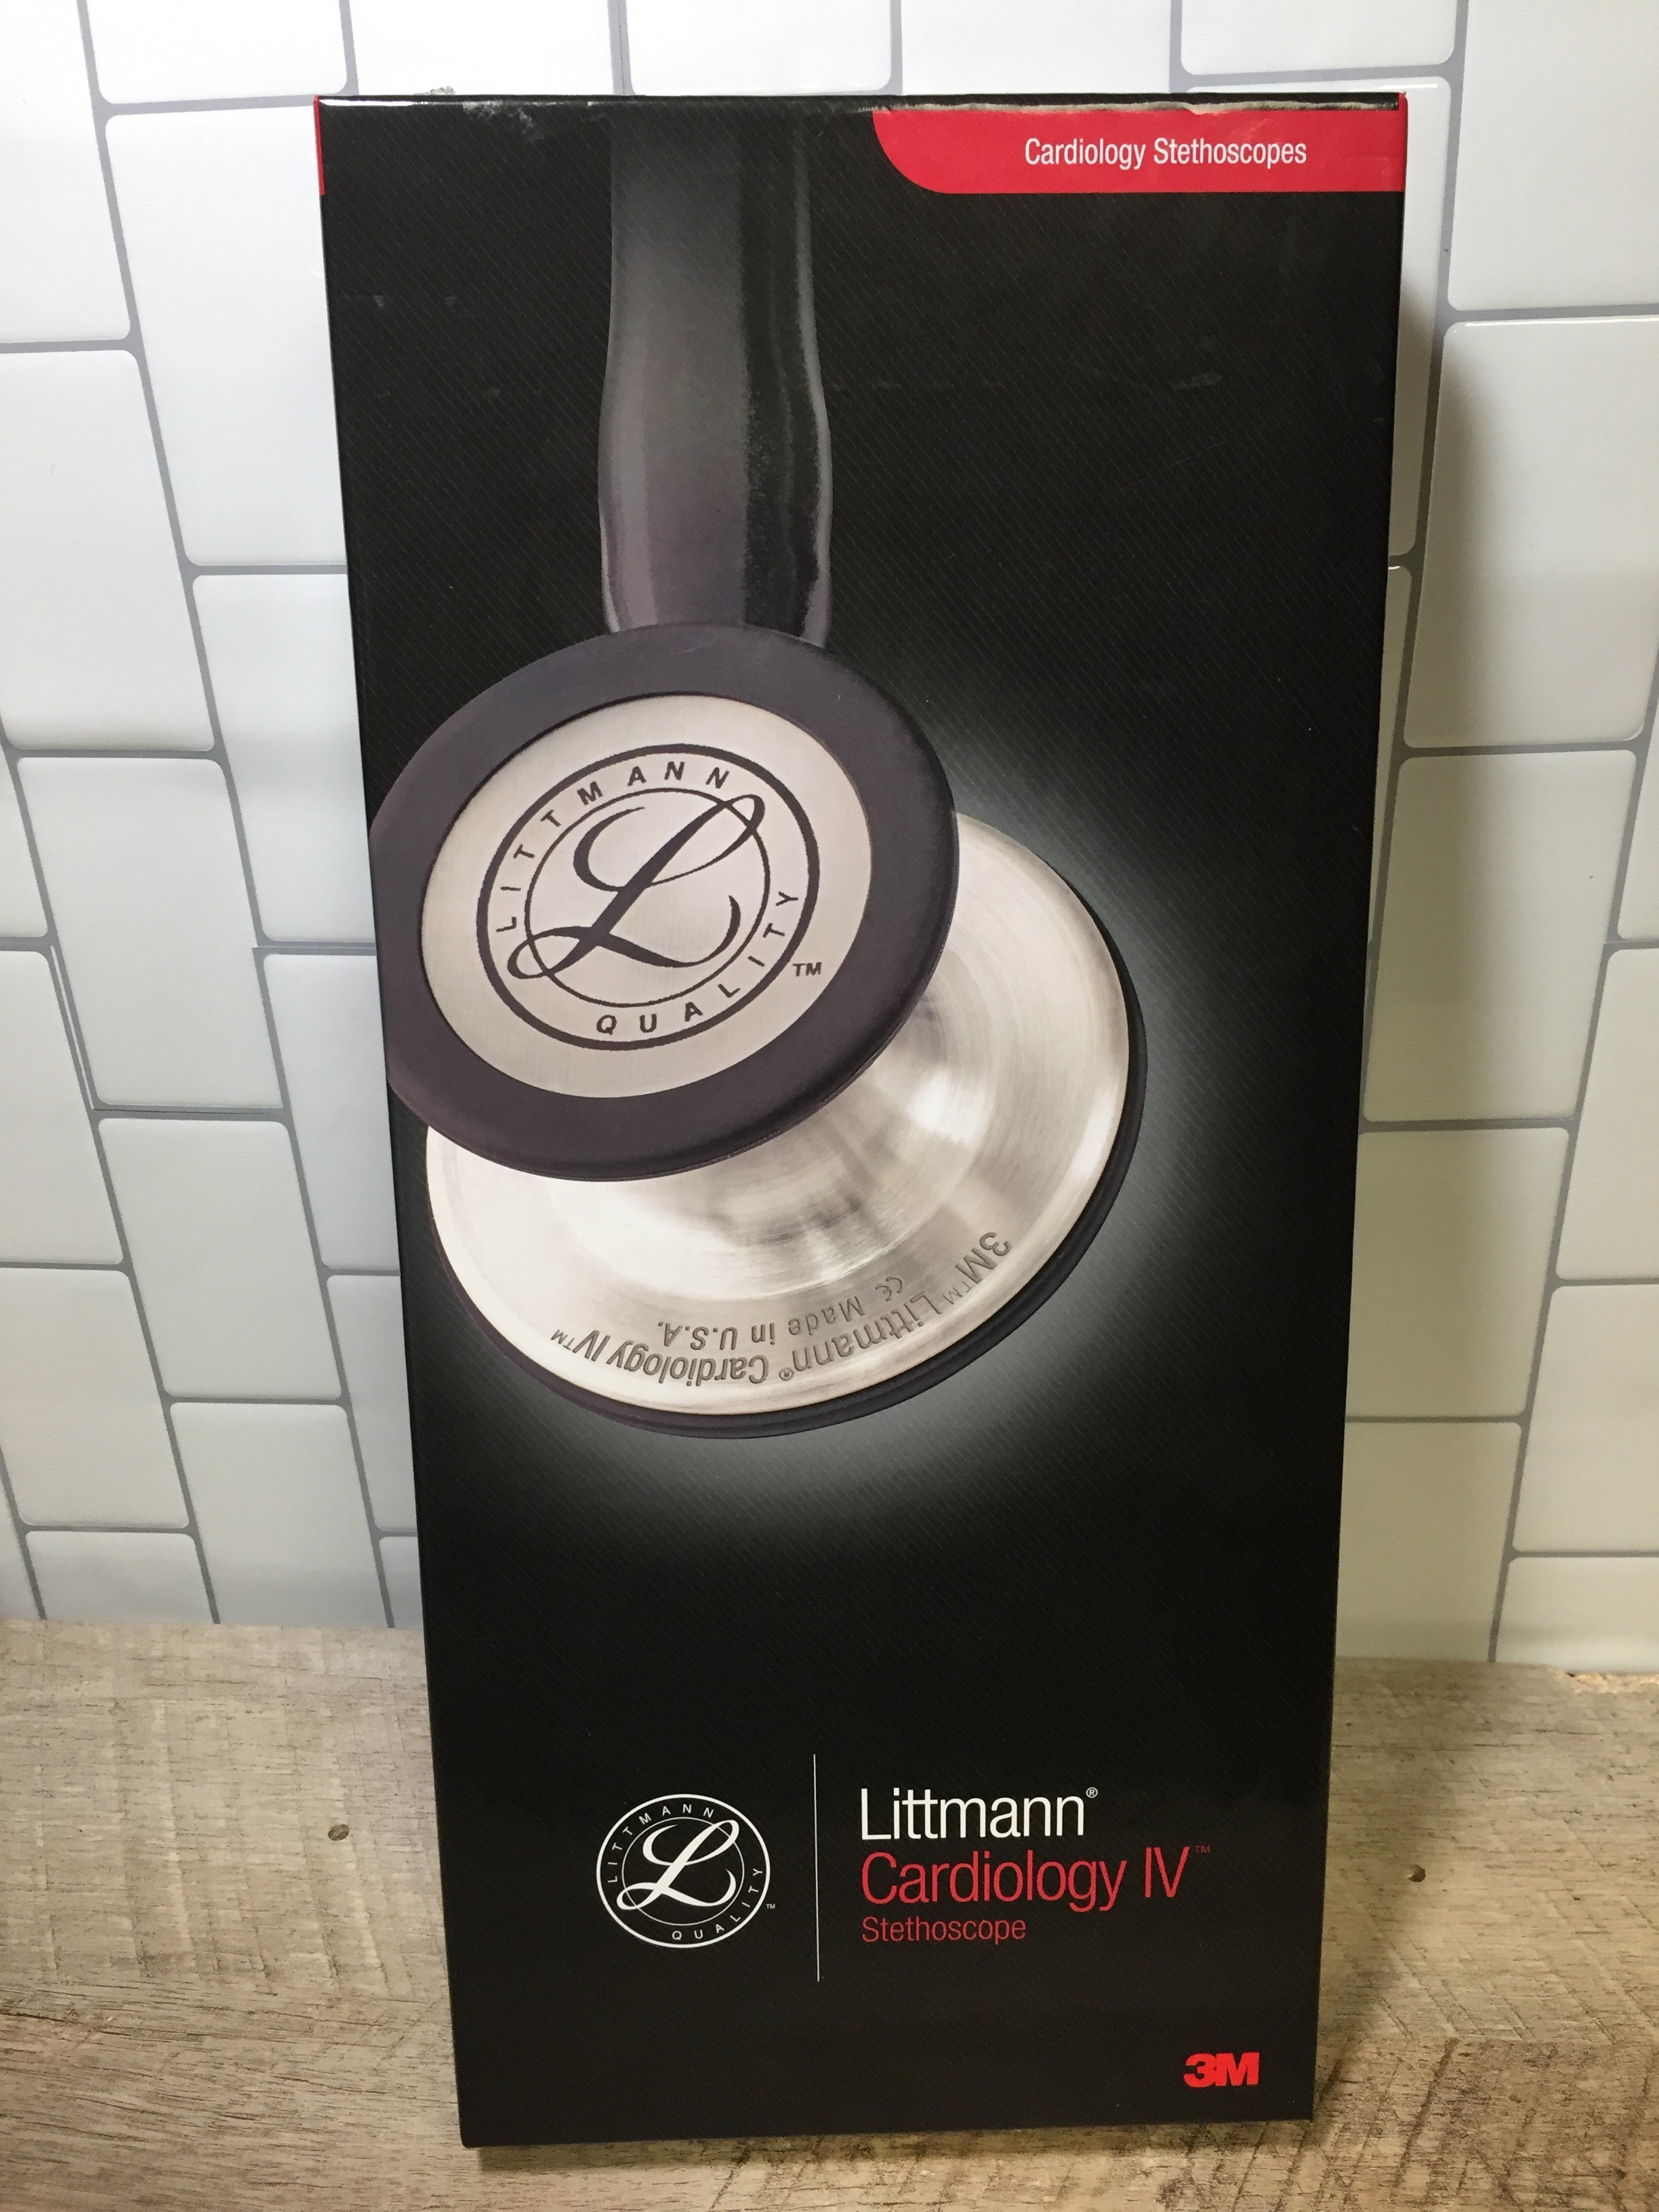 Cardiology Stethoscopes
LITTMANN
L
QUALITY ™
3M™ Littmann® Cardiology IV™
CE Made in U.S.A.
LITTMANN
L
QUALITY ™
Littmann®
Cardiology IV™
Stethoscope
3M